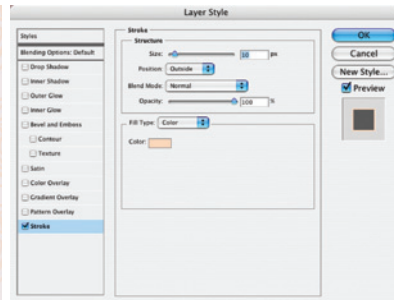 Layer Style
Styles
Blending Options: Default
Drop Shadow
Inner Shadow
Outer Glow
Inner Glow
Bevel and Emboss
Contour
Texture
Satin
Color Overlay
Gradient Overlay
Pattern Overlay
Stroke
Stroke
Structure
Size: 10 px
Position: Outside
Blend Mode: Normal
Opacity: 100 %
Fill Type: Color
Color:
OK
Cancel
New Style...
Preview